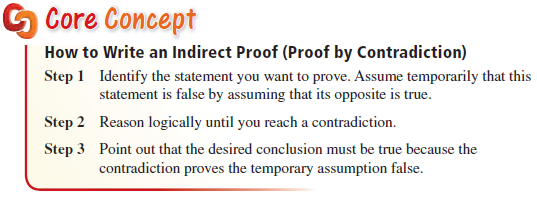 Core Concept
How to Write an Indirect Proof (Proof by Contradiction)
Step 1 Identify the statement you want to prove. Assume temporarily that this
statement is false by assuming that its opposite is true.
Step 2 Reason logically until you reach a contradiction.
Step 3 Point out that the desired conclusion must be true because the
contradiction proves the temporary assumption false.